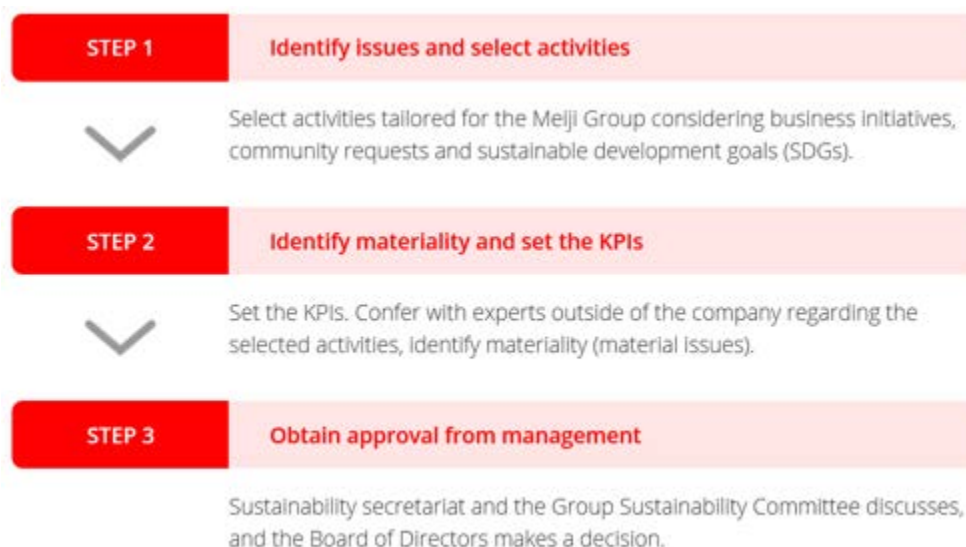 STEP 1
Identify issues and select activities
Select activities tailored for the Meiji Group considering business initiatives,
community requests and sustainable development goals (SDGs).
STEP 2
Identify materiality and set the KPIs
Set the KPIs. Confer with experts outside of the company regarding the
selected activities, identify materiality (material issues).
STEP 3
Obtain approval from management
Sustainability secretariat and the Group Sustainability Committee discusses,
and the Board of Directors makes a decision.